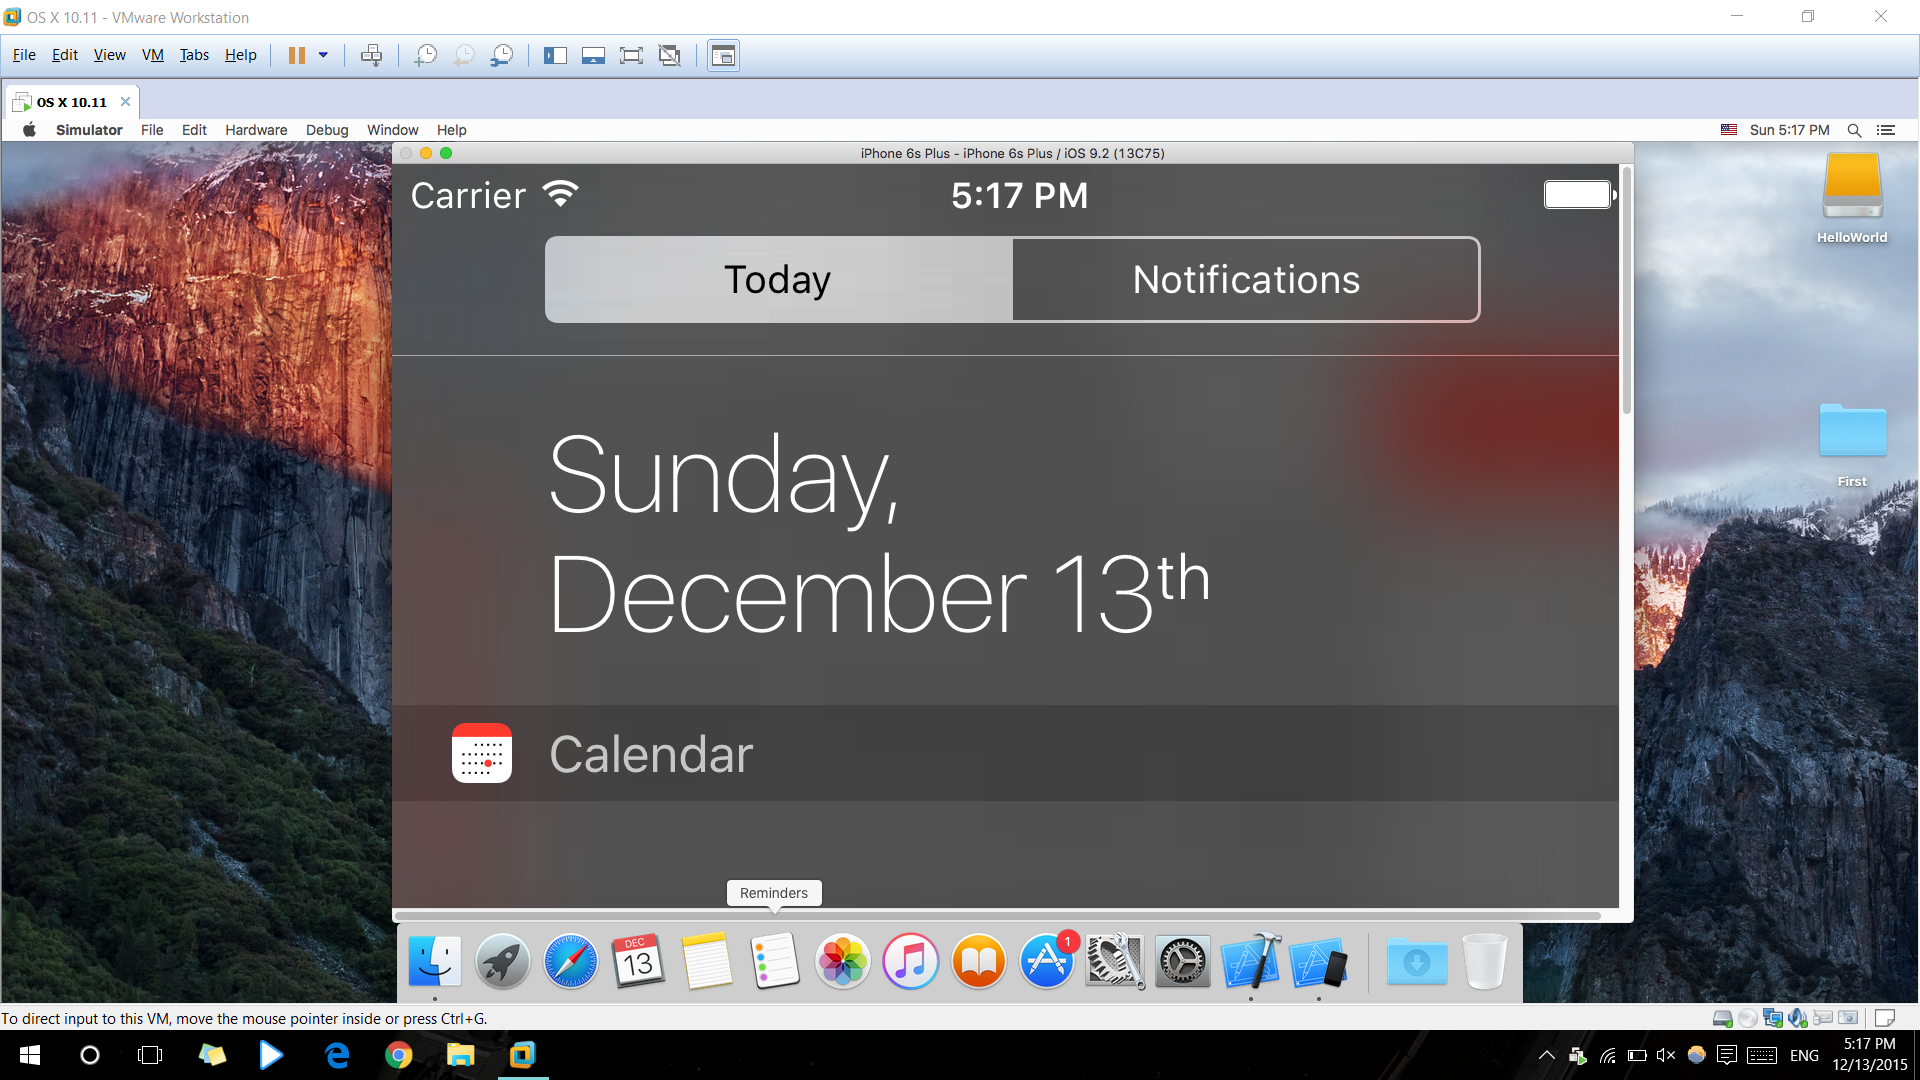 OS X 10.11 - VMware Workstation
File Edit View VM Tabs Help
OS X 10.11
Simulator File Edit Hardware Debug Window Help Sun 5:17 PM
iPhone 6s Plus - iPhone 6s Plus / iOS 9.2 (13C75)
Carrier 5:17 PM
Today Notifications
HelloWorld
Sunday,
December 13th
First
Calendar
Reminders
DEC
13
1
To direct input to this VM, move the mouse pointer inside or press Ctrl+G.
ENG
5:17 PM
12/13/2015